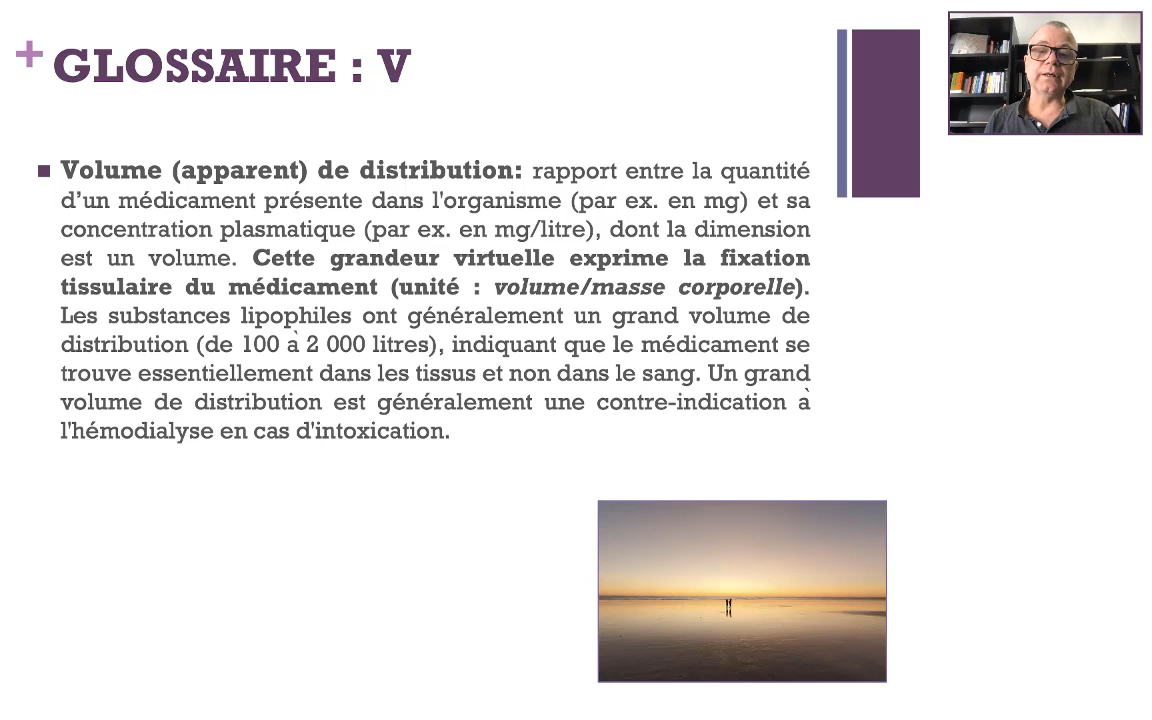 + GLOSSAIRE : V
Volume (apparent) de distribution: rapport entre la quantité
d’un médicament présente dans l'organisme (par ex. en mg) et sa
concentration plasmatique (par ex. en mg/litre), dont la dimension
est un volume. Cette grandeur virtuelle exprime la fixation
tissulaire du médicament (unité : volume/masse corporelle).
Les substances lipophiles ont généralement un grand volume de
distribution (de 100 à 2 000 litres), indiquant que le médicament se
trouve essentiellement dans les tissus et non dans le sang. Un grand
volume de distribution est généralement une contre-indication à
l'hémodialyse en cas d'intoxication.